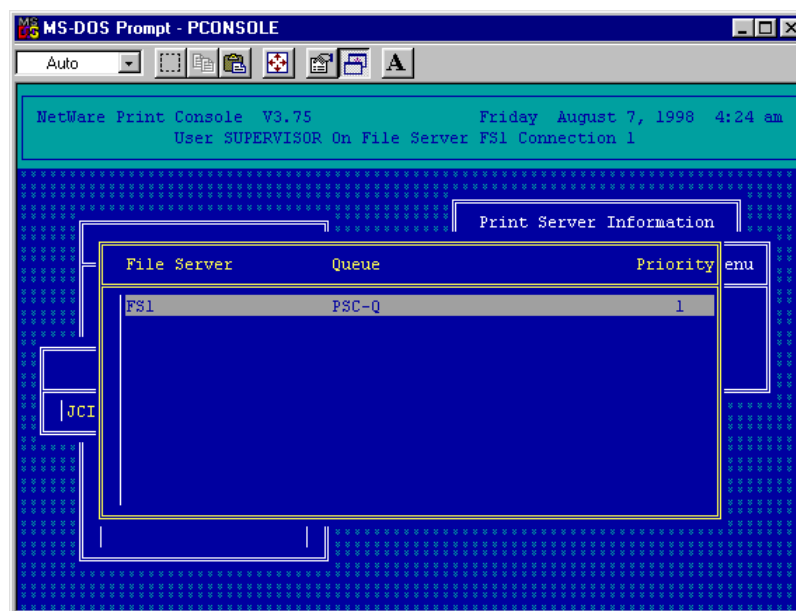 MS-DOS Prompt - PCONSOLE
Auto
A
NetWare Print Console V3.75 Friday August 7, 1998 4:24 am
User SUPERVISOR On File Server FS1 Connection 1
Print Server Information
File Server Queue Priority enu
FS1 PSC-Q 1
JCI